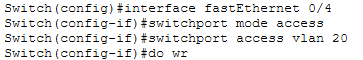 Switch(config)#interface fastEthernet 0/4
Switch(config-if)#switchport mode access
Switch(config-if)#switchport access vlan 20
Switch(config-if)#do wr